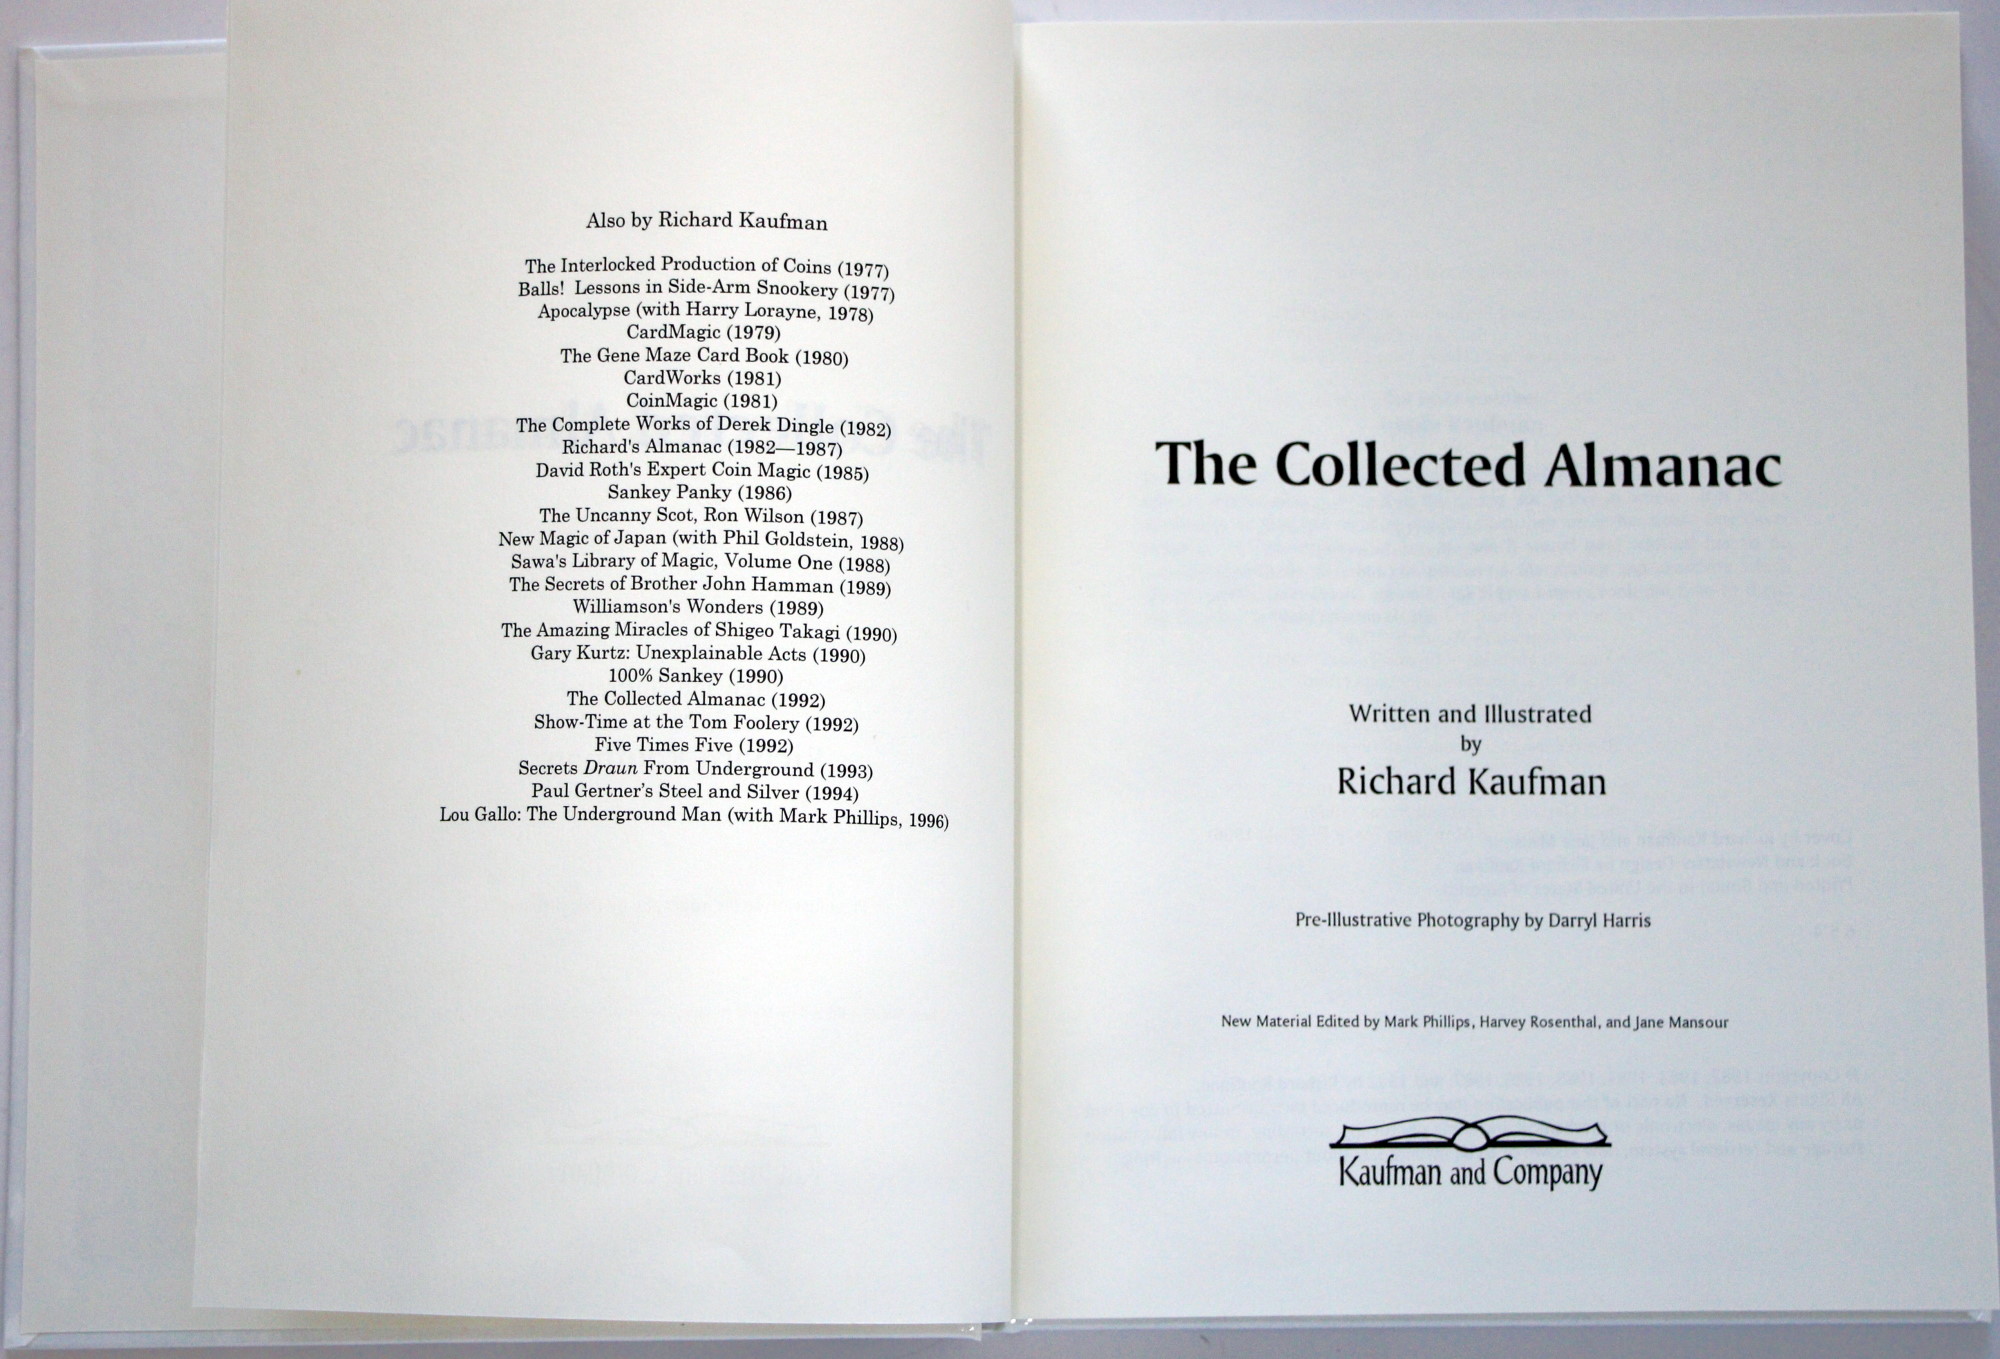 Also by Richard Kaufman
The Interlocked Production of Coins (1977)
Balls! Lessons in Side-Arm Snookery (1977)
Apocalypse (with Harry Lorayne, 1978)
CardMagic (1979)
The Gene Maze Card Book (1980)
CardWorks (1981)
CoinMagic (1981)
The Complete Works of Derek Dingle (1982)
Richard's Almanac (1982—1987)
David Roth's Expert Coin Magic (1985)
Sankey Panky (1986)
The Uncanny Scot, Ron Wilson (1987)
New Magic of Japan (with Phil Goldstein, 1988)
Sawa's Library of Magic, Volume One (1988)
The Secrets of Brother John Hamman (1989)
Williamson's Wonders (1989)
The Amazing Miracles of Shigeo Takagi (1990)
Gary Kurtz: Unexplainable Acts (1990)
100% Sankey (1990)
The Collected Almanac (1992)
Show-Time at the Tom Foolery (1992)
Five Times Five (1992)
Secrets Draun From Underground (1993)
Paul Gertner's Steel and Silver (1994)
Lou Gallo: The Underground Man (with Mark Phillips, 1996)
The Collected Almanac
Written and Illustrated
by
Richard Kaufman
Pre-Illustrative Photography by Darryl Harris
New Material Edited by Mark Phillips, Harvey Rosenthal, and Jane Mansour
Kaufman and Company